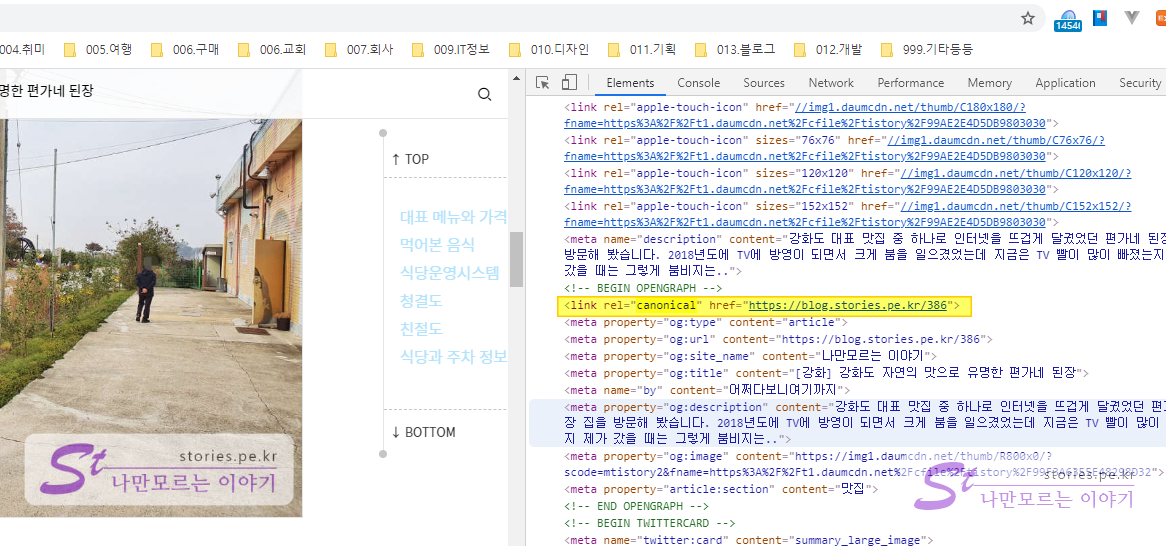 14540
004.취미
005.여행
006.구매
006.교회
007.회사
009.IT정보
010.디자인
011.기획
013.블로그
012.개발
999.기타등등
명한 편가네 된장
↑ TOP
대표 메뉴와 가격
먹어본 음식
식당운영시스템
청결도
친절도
식당과 주차 정보
↓ BOTTOM
stories.pe.kr
St 나만모르는 이야기
Elements Console Sources Network Performance Memory Application Security
<link rel="apple-touch-icon" href="//img1.daumcdn.net/thumb/C180x180/?
fname=https%3A%2F%2Ft1.daumcdn.net%2Fcfile%2Ftistory%2F99AE2E4D5DB9803030">
<link rel="apple-touch-icon" sizes="76x76" href="//img1.daumcdn.net/thumb/C76x76/?
fname=https%3A%2F%2Ft1.daumcdn.net%2Fcfile%2Ftistory%2F99AE2E4D5DB9803030">
<link rel="apple-touch-icon" sizes="120x120" href="//img1.daumcdn.net/thumb/C120x120/?
fname=https%3A%2F%2Ft1.daumcdn.net%2Fcfile%2Ftistory%2F99AE2E4D5DB9803030">
<link rel="apple-touch-icon" sizes="152x152" href="//img1.daumcdn.net/thumb/C152x152/?
fname=https%3A%2F%2Ft1.daumcdn.net%2Fcfile%2Ftistory%2F99AE2E4D5DB9803030">
<meta name="description" content="강화도 대표 맛집 중 하나로 인터넷을 뜨겁게 달궜었던 편가네 된장
방문해 봤습니다. 2018년도에 TV에 방영이 되면서 크게 붐을 일으겼었는데 지금은 TV 빨이 많이 빠졌는지
갔을 때는 그렇게 붐비지는..">
<!-- BEGIN OPENGRAPH -->
<link rel="canonical" href="https://blog.stories.pe.kr/386">
<meta property="og:type" content="article">
<meta property="og:url" content="https://blog.stories.pe.kr/386">
<meta property="og:site_name" content="나만모르는 이야기">
<meta property="og:title" content="[강화] 강화도 자연의 맛으로 유명한 편가네 된장">
<meta name="by" content="어쩌다보니여기까지">
<meta property="og:description" content="강화도 대표 맛집 중 하나로 인터넷을 뜨겁게 달궜었던 편
장 집을 방문해 봤습니다. 2018년도에 TV에 방영이 되면서 크게 붐을 일으겼었는데 지금은 TV 빨이 많이
지 제가 갔을 때는 그렇게 붐비지는..">
<meta property="og:image" content="https://img1.daumcdn.net/thumb/R800x0/?
scode=mtistory2&fname=https%3A%2F%2Ft1.daumcdn.net%2Fcfile%2Ftistory%2F
<meta property="article:section" content="맛집">
<!-- END OPENGRAPH -->
<!-- BEGIN TWITTERCARD -->
<meta name="twitter:card" content="summary_large_image">
stories.pe.kr
St 나만모르는 이야기